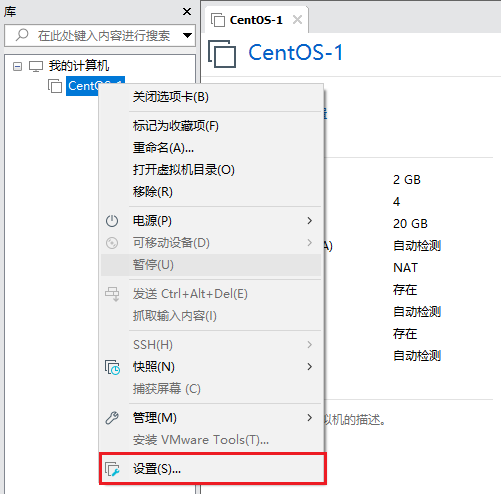 库
在此处键入内容进行搜索
我的计算机
CentOS-1
关闭选项卡(B)
标记为收藏项(F)
重命名(A)...
打开虚拟机目录(O)
移除(R)
电源(P)
可移动设备(D)
暂停(U)
发送 Ctrl+Alt+Del(E)
抓取输入内容(I)
SSH(H)
快照(N)
捕获屏幕 (C)
管理(M)
安装 VMware Tools(T)...
设置(S)...
CentOS-1
CentOS-1
2 GB
4
20 GB
A)
自动检测
NAT
存在
自动检测
存在
自动检测
拟机的描述。